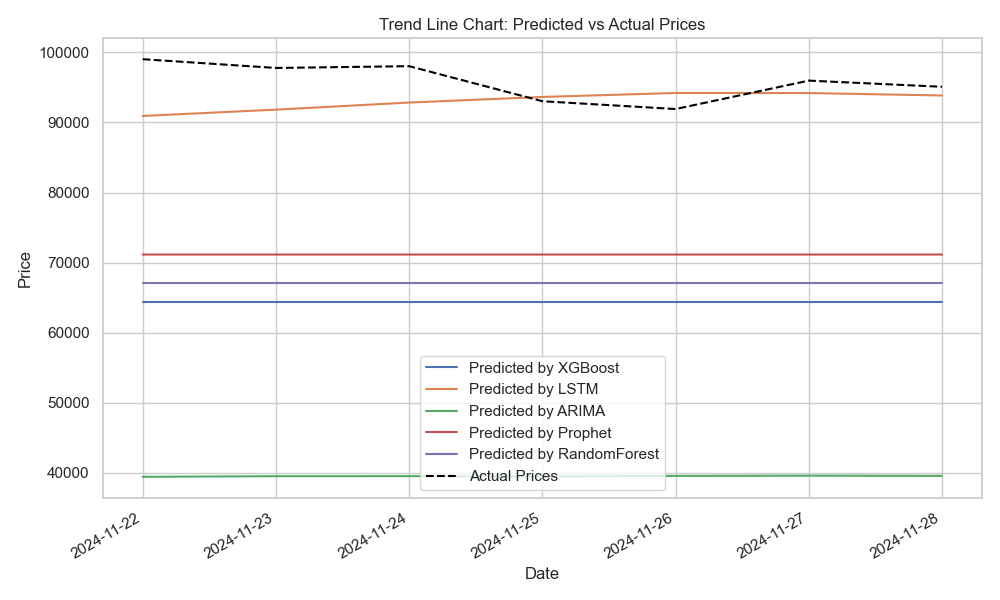 Trend Line Chart: Predicted vs Actual Prices
100000
90000
80000
70000
60000
50000
40000
Price
Predicted by XGBoost
Predicted by LSTM
Predicted by ARIMA
Predicted by Prophet
Predicted by RandomForest
Actual Prices
2024-11-22
2024-11-23
2024-11-24
2024-11-25
2024-11-26
2024-11-27
2024-11-28
Date